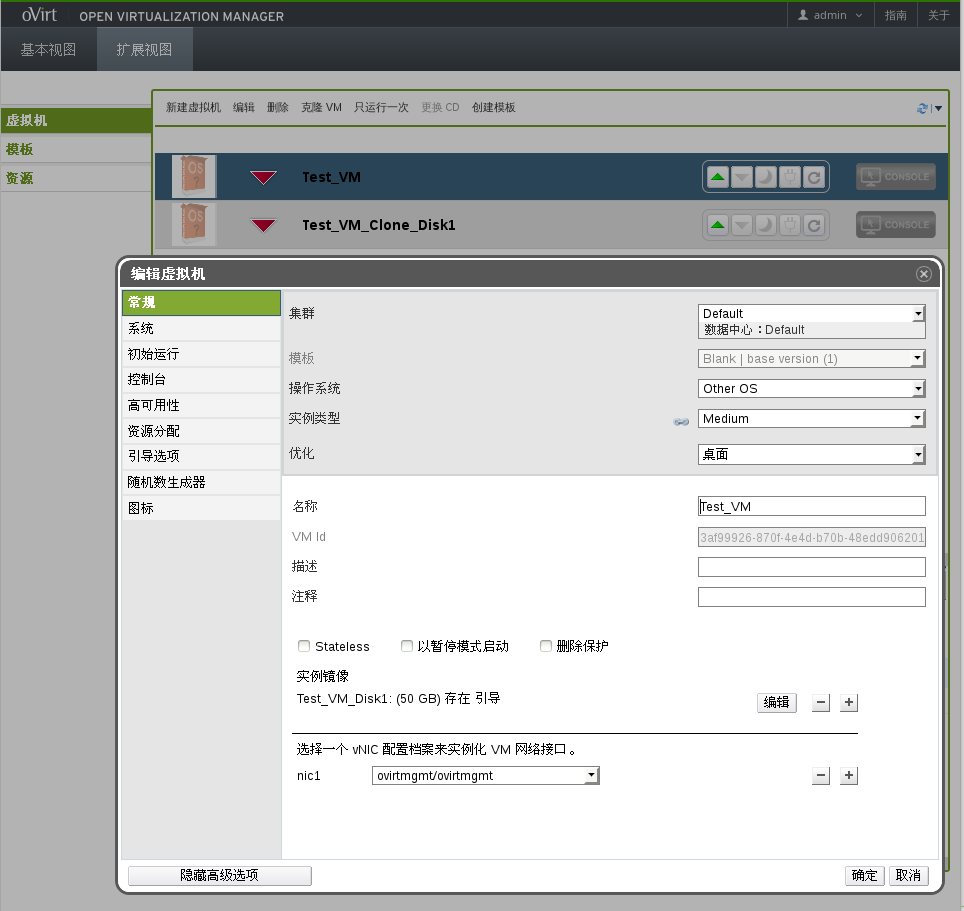 oVirt OPEN VIRTUALIZATION MANAGER admin 指南 关于
基本视图 扩展视图
新建虚拟机 编辑 删除 克隆 VM 只运行一次 更换 CD 创建模板
虚拟机
模板
资源
OS ? Test_VM CONSOLE
OS ? Test_VM_Clone_Disk1 CONSOLE
编辑虚拟机
常规
系统
初始运行
控制台
高可用性
资源分配
引导选项
随机数生成器
图标
集群 Default
数据中心：Default
模板 Blank | base version (1)
操作系统 Other OS
实例类型 Medium
优化 桌面
名称 Test_VM
VM Id 3af99926-870f-4e4d-b70b-48edd906201
描述
注释
Stateless 以暂停模式启动 删除保护
实例镜像
Test_VM_Disk1: (50 GB) 存在 引导 编辑 − +
选择一个 vNIC 配置档案来实例化 VM 网络接口 。
nic1 ovirtmgmt/ovirtmgmt − +
隐藏高级选项 确定 取消